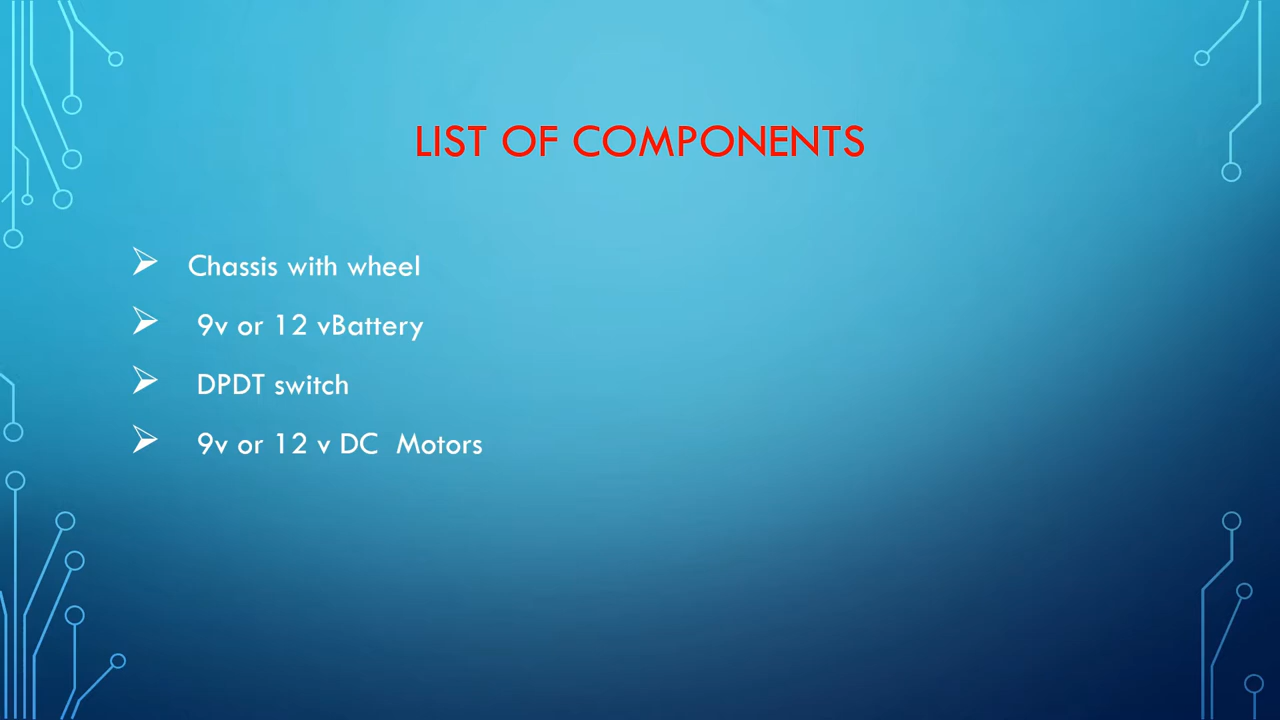 LIST OF COMPONENTS
Chassis with wheel
9v or 12 vBattery
DPDT switch
9v or 12 v DC  Motors